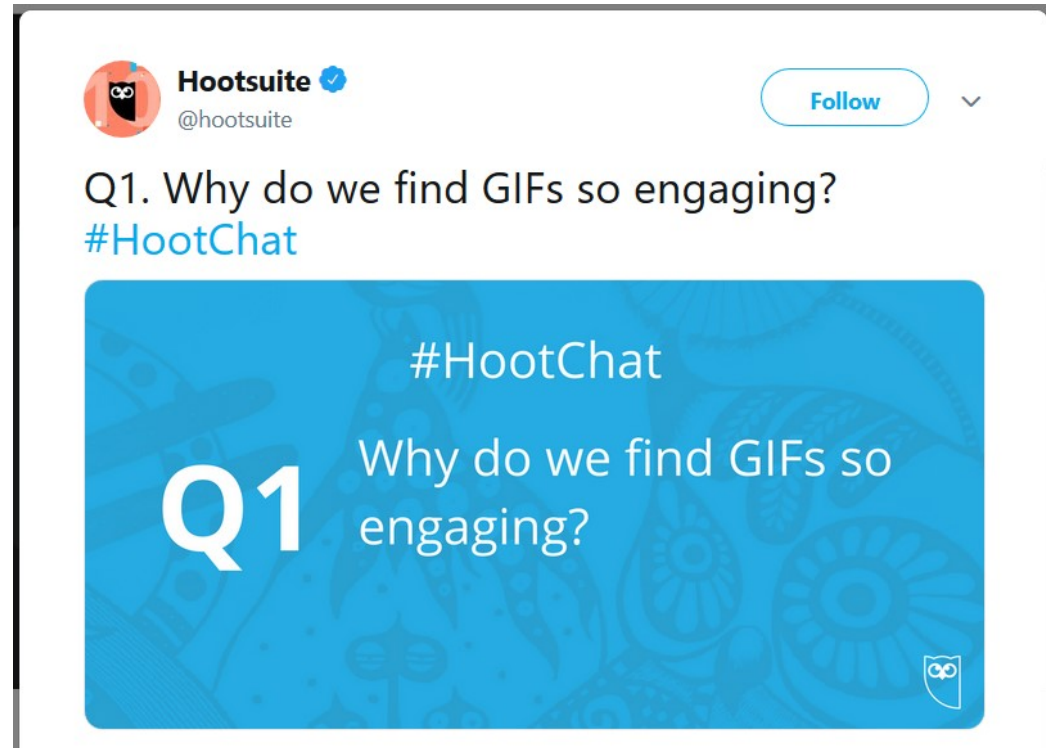 Hootsuite
@hootsuite
Follow
Q1. Why do we find GIFs so engaging?
#HootChat
#HootChat
Q1
Why do we find GIFs so
engaging?